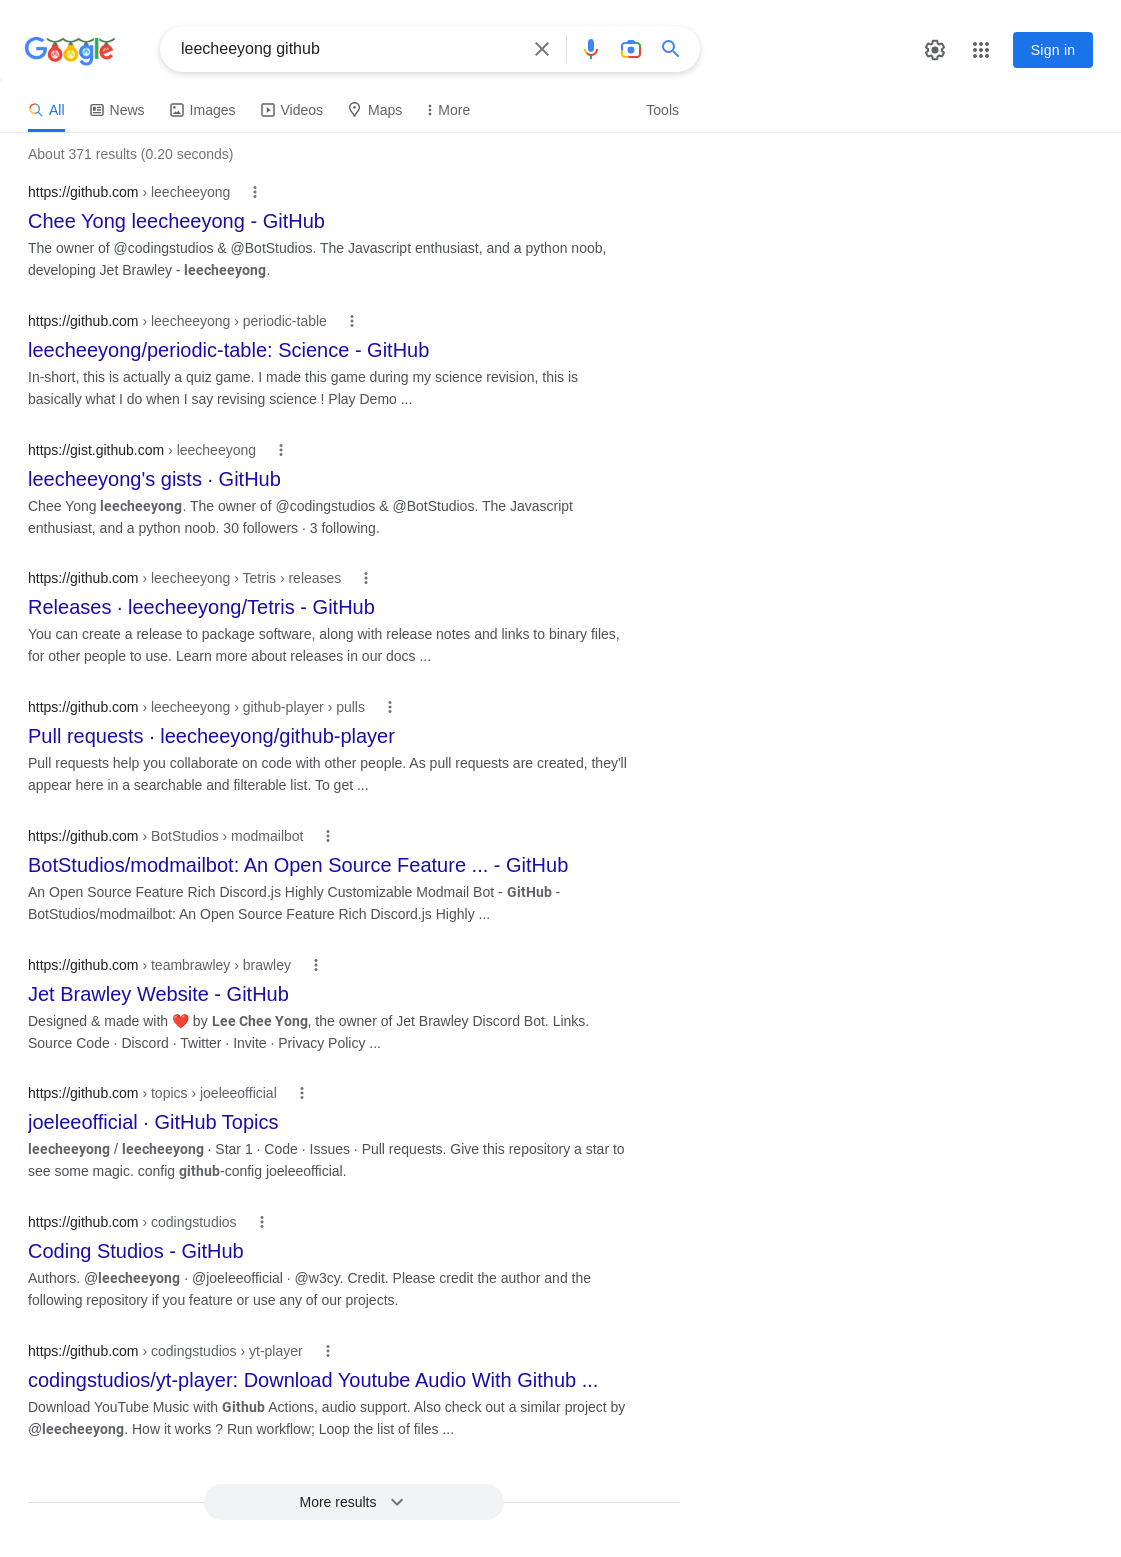 Google
leecheeyong github
Sign in
All News Images Videos Maps More Tools
About 371 results (0.20 seconds)
https://github.com › leecheeyong
Chee Yong leecheeyong - GitHub
The owner of @codingstudios & @BotStudios. The Javascript enthusiast, and a python noob,
developing Jet Brawley - leecheeyong.
https://github.com › leecheeyong › periodic-table
leecheeyong/periodic-table: Science - GitHub
In-short, this is actually a quiz game. I made this game during my science revision, this is
basically what I do when I say revising science ! Play Demo ...
https://gist.github.com › leecheeyong
leecheeyong's gists · GitHub
Chee Yong leecheeyong. The owner of @codingstudios & @BotStudios. The Javascript
enthusiast, and a python noob. 30 followers · 3 following.
https://github.com › leecheeyong › Tetris › releases
Releases · leecheeyong/Tetris - GitHub
You can create a release to package software, along with release notes and links to binary files,
for other people to use. Learn more about releases in our docs ...
https://github.com › leecheeyong › github-player › pulls
Pull requests · leecheeyong/github-player
Pull requests help you collaborate on code with other people. As pull requests are created, they'll
appear here in a searchable and filterable list. To get ...
https://github.com › BotStudios › modmailbot
BotStudios/modmailbot: An Open Source Feature ... - GitHub
An Open Source Feature Rich Discord.js Highly Customizable Modmail Bot - GitHub -
BotStudios/modmailbot: An Open Source Feature Rich Discord.js Highly ...
https://github.com › teambrawley › brawley
Jet Brawley Website - GitHub
Designed & made with ❤️ by Lee Chee Yong, the owner of Jet Brawley Discord Bot. Links.
Source Code · Discord · Twitter · Invite · Privacy Policy ...
https://github.com › topics › joeleeofficial
joeleeofficial · GitHub Topics
leecheeyong / leecheeyong · Star 1 · Code · Issues · Pull requests. Give this repository a star to
see some magic. config github-config joeleeofficial.
https://github.com › codingstudios
Coding Studios - GitHub
Authors. @leecheeyong · @joeleeofficial · @w3cy. Credit. Please credit the author and the
following repository if you feature or use any of our projects.
https://github.com › codingstudios › yt-player
codingstudios/yt-player: Download Youtube Audio With Github ...
Download YouTube Music with Github Actions, audio support. Also check out a similar project by
@leecheeyong. How it works ? Run workflow; Loop the list of files ...
More results